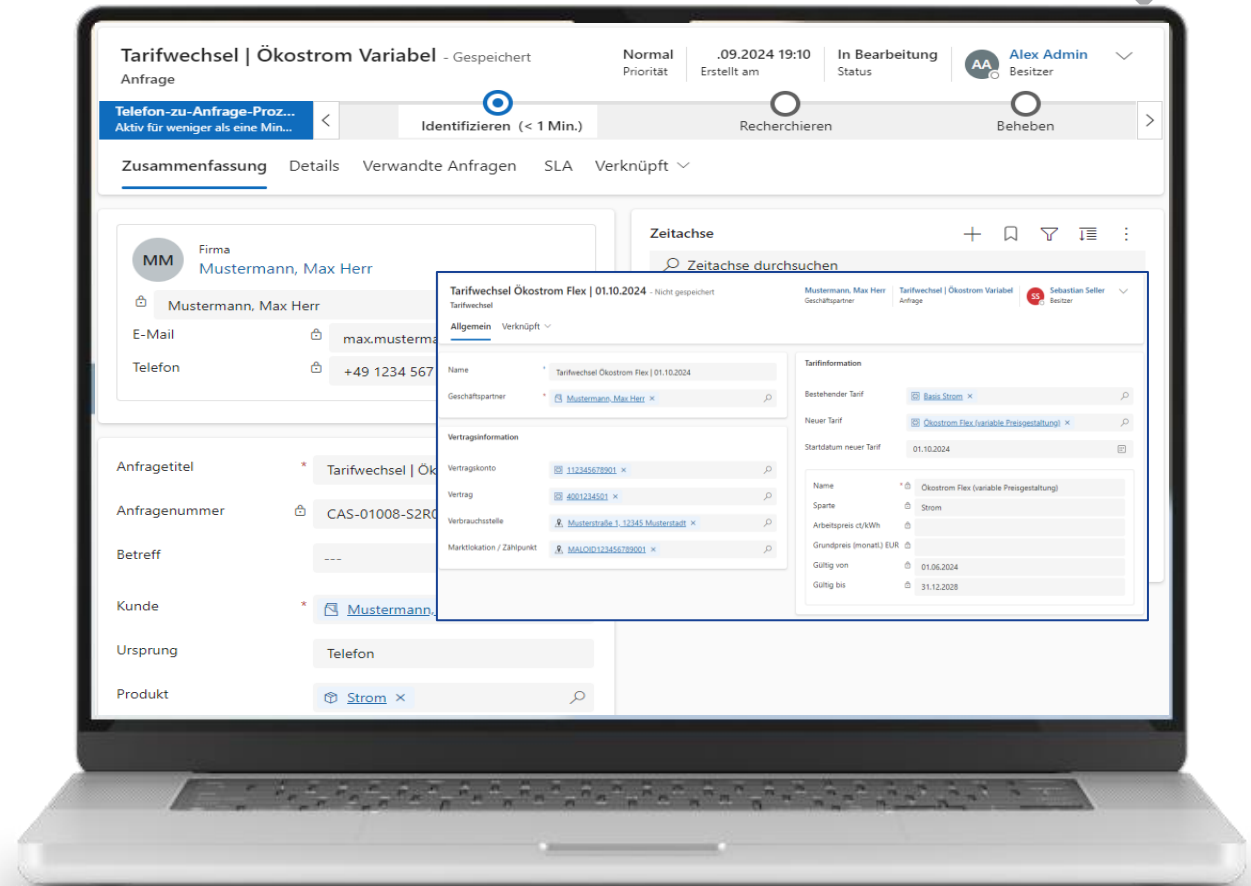 Tarifwechsel | Ökostrom Variabel - Gespeichert
Anfrage
Normal
Priorität
.09.2024 19:10
Erstellt am
In Bearbeitung
Status
AA
Alex Admin
Besitzer
Telefon-zu-Anfrage-Proz...
Aktiv für weniger als eine Min...
Identifizieren (< 1 Min.)
Recherchieren
Beheben
Zusammenfassung Details Verwandte Anfragen SLA Verknüpft
MM
Firma
Mustermann, Max Herr
Mustermann, Max Herr
E-Mail
max.musterma
Telefon
+49 1234 567
Anfragetitel * Tarifwechsel | Ök
Anfragenummer CAS-01008-S2R0
Betreff ---
Kunde * Mustermann,
Ursprung Telefon
Produkt Strom ×
Zeitachse
Zeitachse durchsuchen
Tarifwechsel Ökostrom Flex | 01.10.2024 - Nicht gespeichert
Tarifwechsel
Mustermann, Max Herr
Geschäftspartner
Tarifwechsel | Ökostrom Variabel
Anfrage
SS
Sebastian Seller
Besitzer
Allgemein Verknüpft
Name * Tarifwechsel Ökostrom Flex | 01.10.2024
Geschäftspartner * Mustermann, Max Herr ×
Vertragsinformation
Vertragskonto 112345678901 ×
Vertrag 4001234501 ×
Verbrauchsstelle Musterstraße 1, 12345 Musterstadt ×
Marktlokation / Zählpunkt MALOID123456789001 ×
Tarifinformation
Bestehender Tarif Basis Strom ×
Neuer Tarif Ökostrom Flex (variable Preisgestaltung) ×
Startdatum neuer Tarif 01.10.2024
Name * Ökostrom Flex (variable Preisgestaltung)
Sparte Strom
Arbeitspreis ct/kWh
Grundpreis (monatl.) EUR
Gültig von 01.06.2024
Gültig bis 31.12.2028